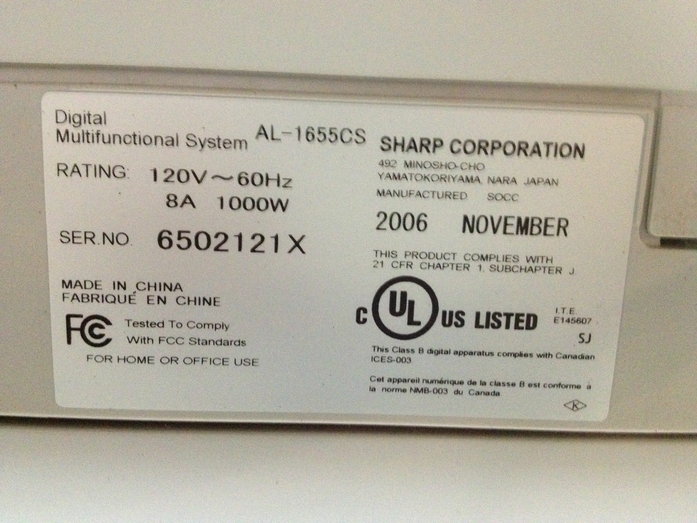 Digital
Multifunctional System AL-1655CS
RATING: 120V~60Hz
8A 1000W
SER.NO. 6502121X
MADE IN CHINA
FABRIQUÉ EN CHINE
FC Tested To Comply
With FCC Standards
FOR HOME OR OFFICE USE
SHARP CORPORATION
492 MINOSHO-CHO
YAMATOKORIYAMA, NARA JAPAN
MANUFACTURED SOCC
2006 NOVEMBER
THIS PRODUCT COMPLIES WITH
21 CFR CHAPTER 1, SUBCHAPTER J.
C UL US LISTED I.T.E.
E145607
SJ
This Class B digital apparatus complies with Canadian
ICES-003.
Cet appareil numérique de la classe B est conforme à
la norme NMB-003 du Canada.
K